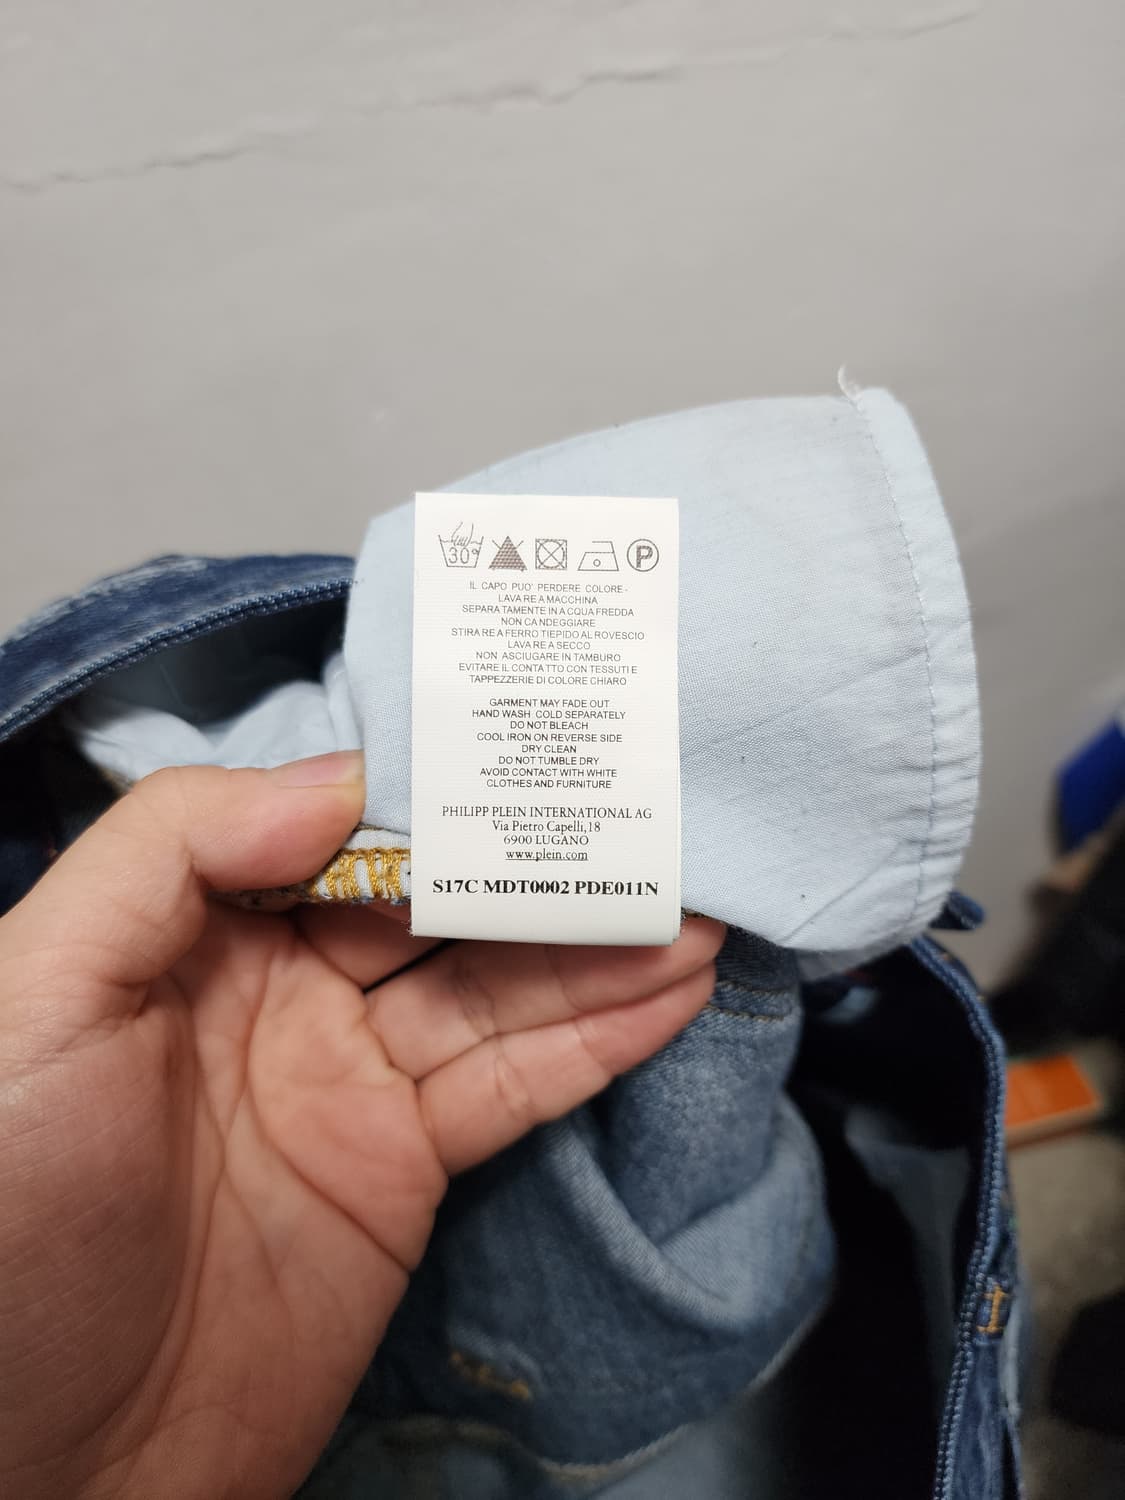 30°
P
IL CAPO PUO' PERDERE COLORE -
LAVA RE A MACCHINA
SEPARA TAMENTE IN A CQUA FREDDA
NON CA NDEGGIARE
STIRA RE A FERRO TIEPIDO AL ROVESCIO
LAVA RE A SECCO
NON ASCIUGARE IN TAMBURO
EVITARE IL CONTA TTO CON TESSUTI E
TAPPEZZERIE DI COLORE CHIARO
GARMENT MAY FADE OUT
HAND WASH COLD SEPARATELY
DO NOT BLEACH
COOL IRON ON REVERSE SIDE
DRY CLEAN
DO NOT TUMBLE DRY
AVOID CONTACT WITH WHITE
CLOTHES AND FURNITURE
PHILIPP PLEIN INTERNATIONAL AG
Via Pietro Capelli,18
6900 LUGANO
www.plein.com
S17C MDT0002 PDE011N